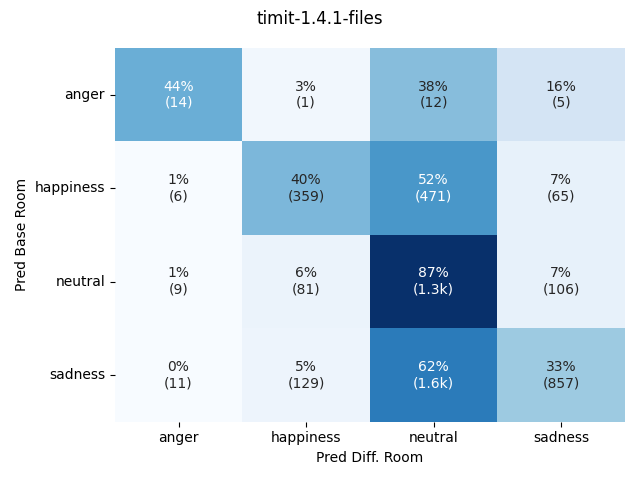 timit-1.4.1-files
Pred Base Room
anger
44%
(14)
3%
(1)
38%
(12)
16%
(5)
happiness
1%
(6)
40%
(359)
52%
(471)
7%
(65)
neutral
1%
(9)
6%
(81)
87%
(1.3k)
7%
(106)
sadness
0%
(11)
5%
(129)
62%
(1.6k)
33%
(857)
anger
happiness
neutral
sadness
Pred Diff. Room